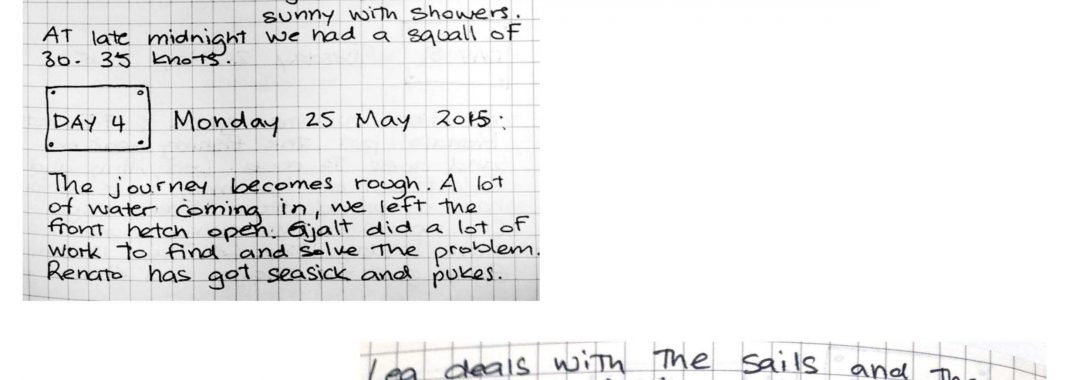 sunny with showers.
At late midnight we had a squall of
30 - 35 knots.
DAY 4 Monday 25 May 2015:
The journey becomes rough. A lot
of water coming in, we left the
front hetch open. Sjalt did a lot of
work to find and solve the problem.
Renato has got seasick and pukes.
Lea deals with the sails and the